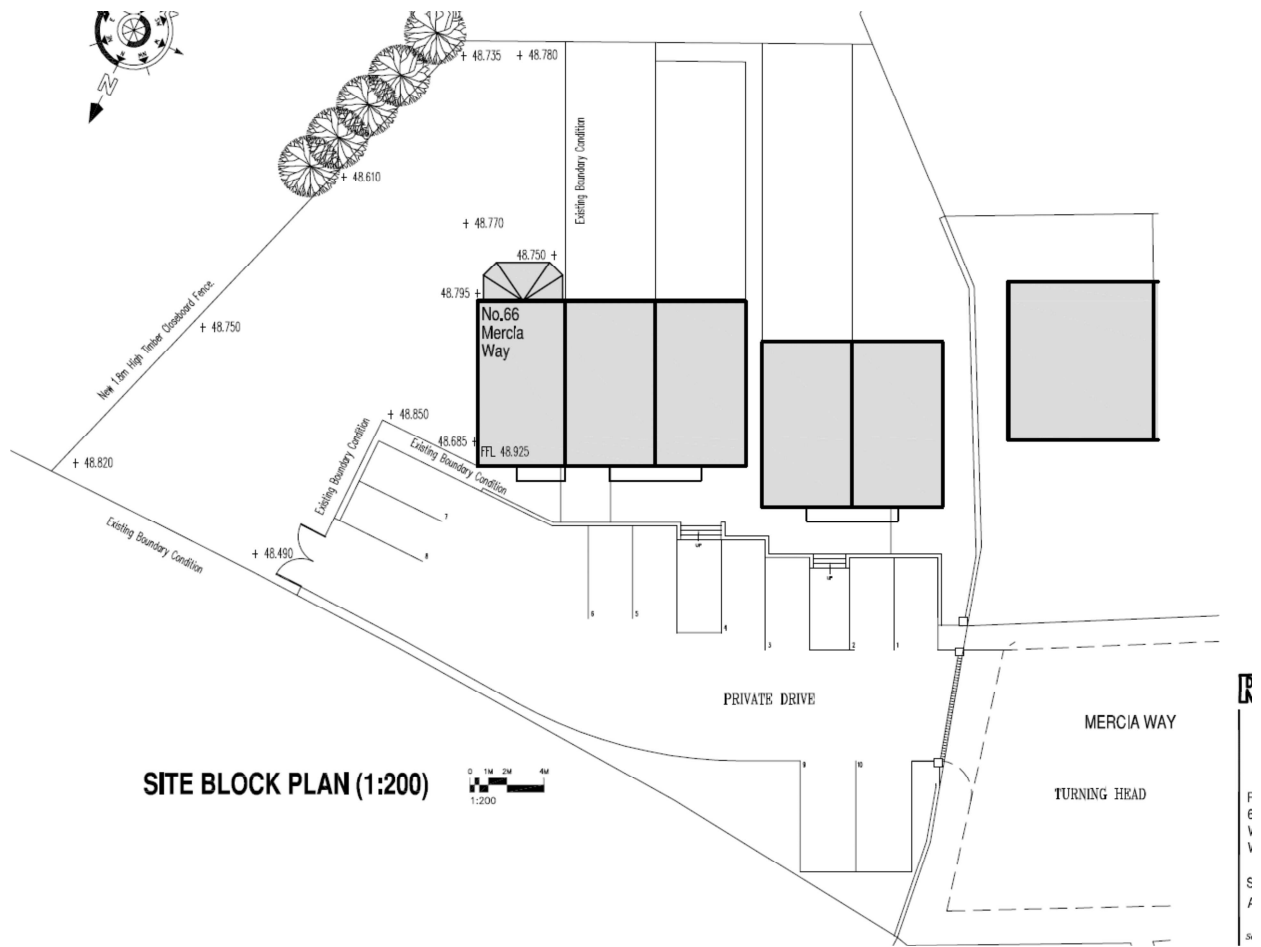 N
+ 48.735
+ 48.780
Existing Boundary Condition
+ 48.610
+ 48.770
48.750 +
48.795 +
No.66
Mercia
Way
New 1.8m High Timber Closeboard Fence.
+ 48.750
+ 48.850
48.685 +
FFL 48.925
Existing Boundary Condition
Existing Boundary Condition
+ 48.820
Existing Boundary Condition
+ 48.490
7
8
6
5
UP
4
3
UP
2
1
PRIVATE DRIVE
MERCIA WAY
9
10
TURNING HEAD
SITE BLOCK PLAN (1:200)
0 1M 2M 4M
1:200